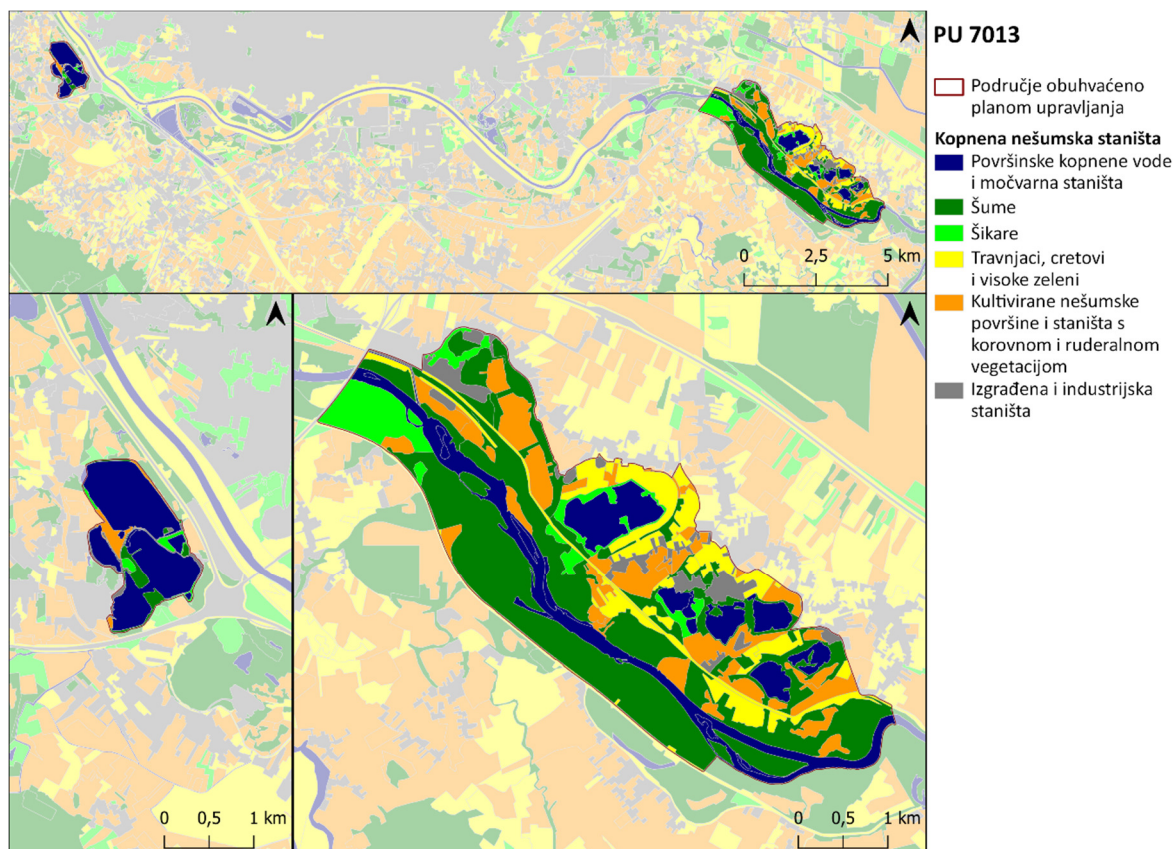 PU 7013
Područje obuhvaćeno
planom upravljanja
Kopnena nešumska staništa
Površinske kopnene vode
i močvarna staništa
Šume
Šikare
Travnjaci, cretovi
i visoke zeleni
Kultivirane nešumske
površine i staništa s
korovnom i ruderalnom
vegetacijom
Izgrađena i industrijska
staništa
0 2,5 5 km
0 0,5 1 km
0 0,5 1 km